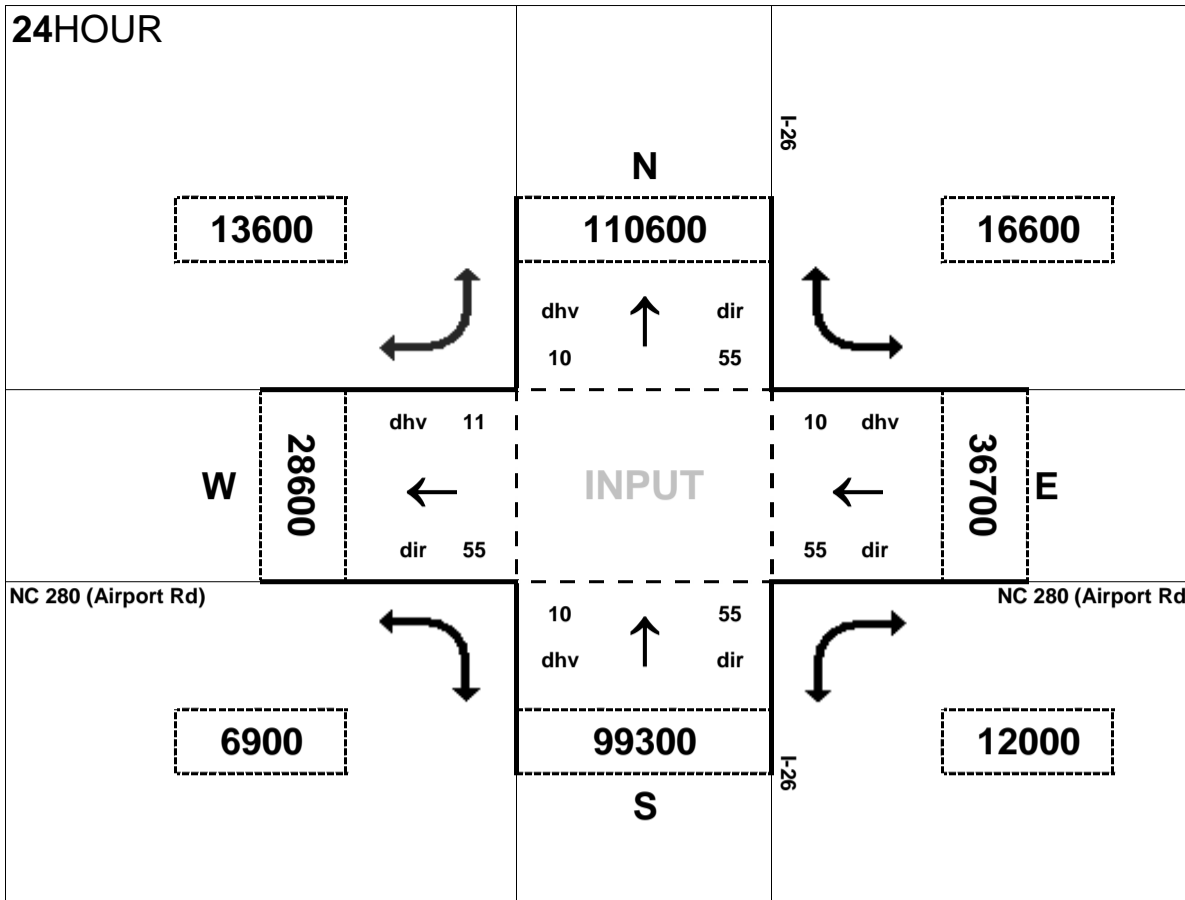 24HOUR
I-26
N
13600
110600
16600
dhv
dir
10
55
dhv 11
10 dhv
W
28600
INPUT
36700
E
dir 55
55 dir
NC 280 (Airport Rd)
NC 280 (Airport Rd
10
55
dhv
dir
6900
99300
12000
I-26
S